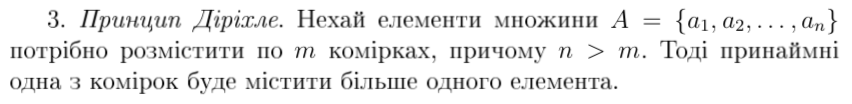 3. Принцип Діріхле. Нехай елементи множини A = {a₁, a₂, . . . , aₙ}
потрібно розмістити по m комірках, причому n > m. Тоді принаймні
одна з комірок буде містити більше одного елемента.